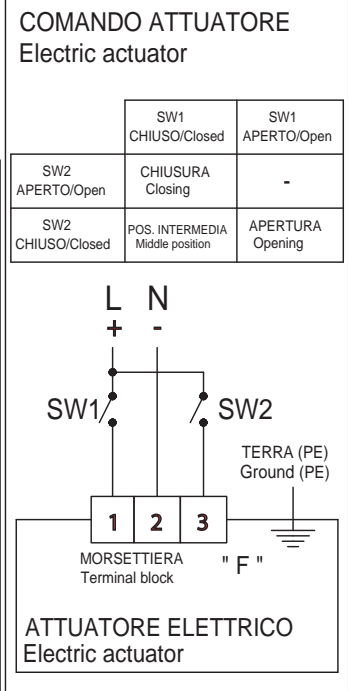 COMANDO ATTUATORE
Electric actuator
SW1
CHIUSO/Closed
SW1
APERTO/Open
SW2
APERTO/Open
CHIUSURA
Closing
-
SW2
CHIUSO/Closed
POS. INTERMEDIA
Middle position
APERTURA
Opening
L N
+ -
SW1 SW2
TERRA (PE)
Ground (PE)
1 2 3
MORSETTIERA
Terminal block
" F "
ATTUATORE ELETTRICO
Electric actuator